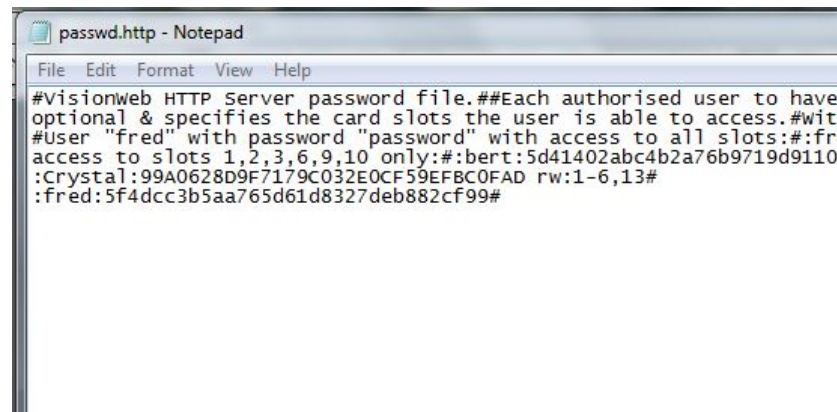 passwd.http - Notepad
File Edit Format View Help
#VisionWeb HTTP Server password file.##Each authorised user to have
optional & specifies the card slots the user is able to access.#Wit
#User "fred" with password "password" with access to all slots:#:fr
access to slots 1,2,3,6,9,10 only:#:bert:5d41402abc4b2a76b9719d9110
:Crystal:99A0628D9F7179C032E0CF59EFBC0FAD rw:1-6,13#
:fred:5f4dcc3b5aa765d61d8327deb882cf99#